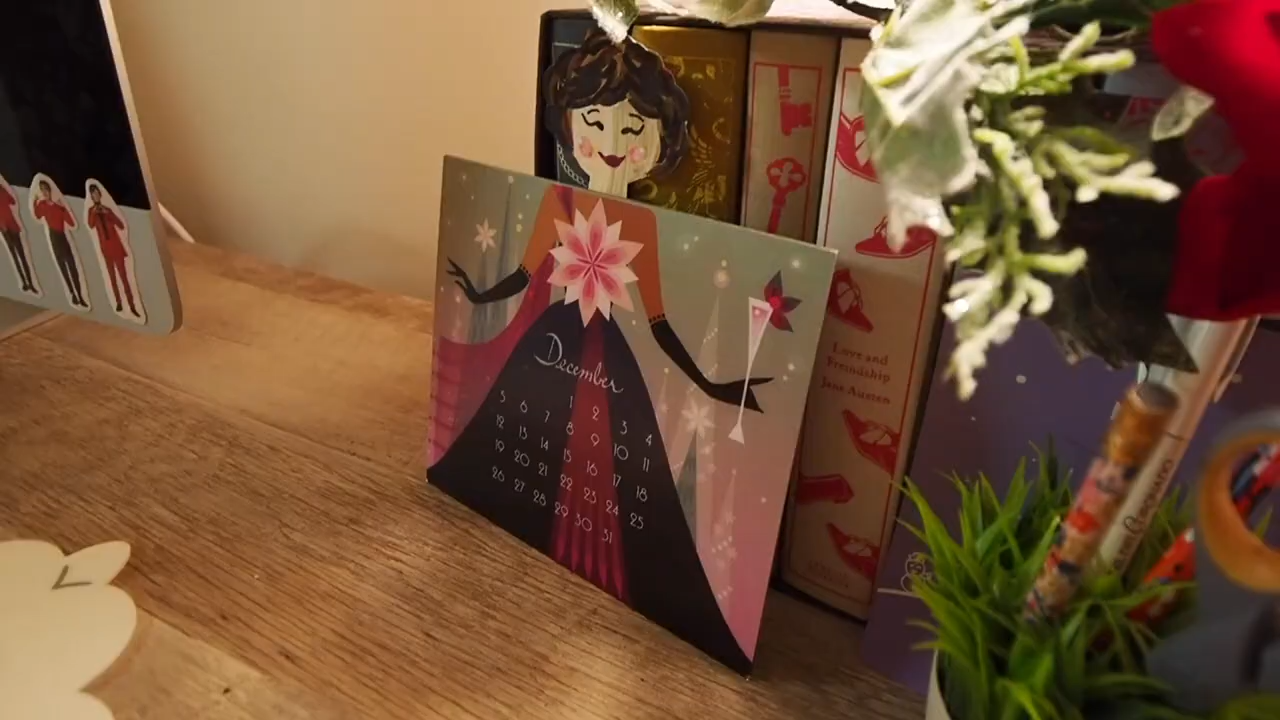 December
1 2 3 4
5 6 7 8 9 10 11
12 13 14 15 16 17 18
19 20 21 22 23 24 25
26 27 28 29 30 31
Love and
Freindship
Jane Austen